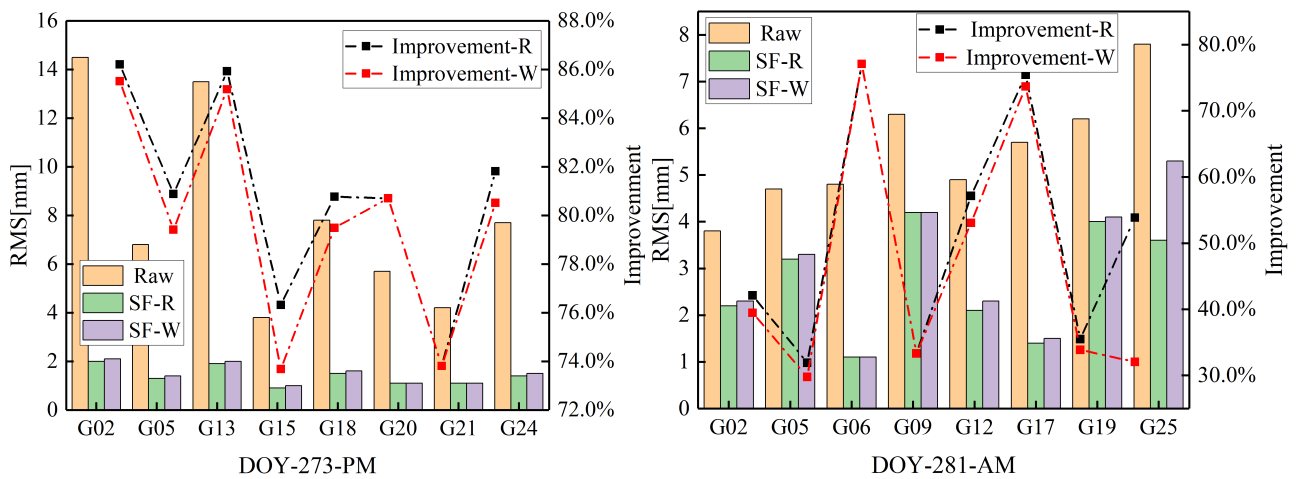 16
14
12
10
8
6
4
2
0
RMS[mm]
88.0%
86.0%
84.0%
82.0%
80.0%
78.0%
76.0%
74.0%
72.0%
Improvement
Improvement-R
Improvement-W
Raw
SF-R
SF-W
G02 G05 G13 G15 G18 G20 G21 G24
DOY-273-PM
8
7
6
5
4
3
2
1
0
RMS[mm]
Raw
SF-R
SF-W
Improvement-R
Improvement-W
80.0%
70.0%
60.0%
50.0%
40.0%
30.0%
Improvement
G02 G05 G06 G09 G12 G17 G19 G25
DOY-281-AM